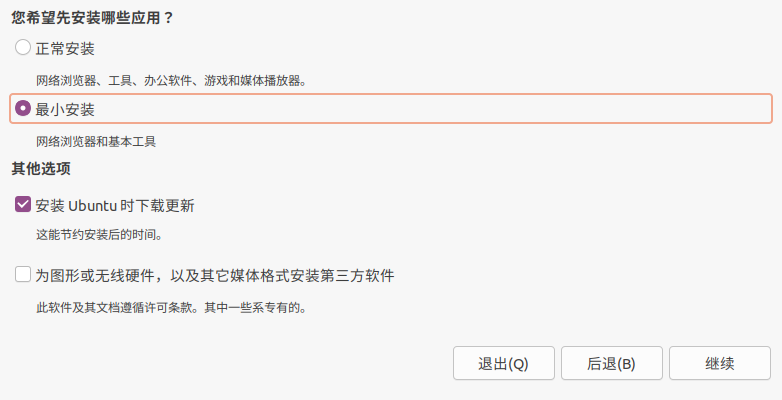 您希望先安装哪些应用？
正常安装
网络浏览器、工具、办公软件、游戏和媒体播放器。
最小安装
网络浏览器和基本工具
其他选项
安装 Ubuntu 时下载更新
这能节约安装后的时间。
为图形或无线硬件，以及其它媒体格式安装第三方软件
此软件及其文档遵循许可条款。其中一些系专有的。
退出(Q) 后退(B) 继续